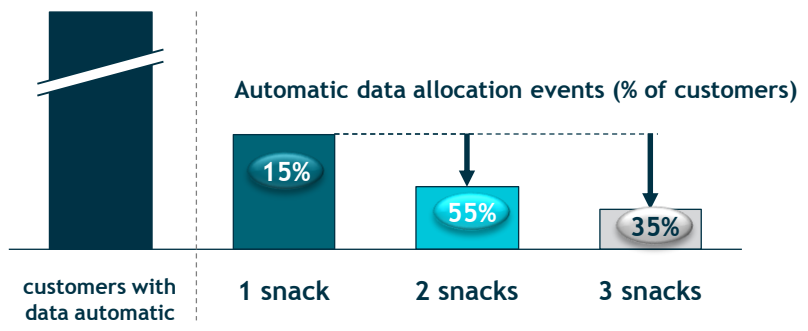 Automatic data allocation events (% of customers)
15%
55%
35%
customers with
data automatic
1 snack
2 snacks
3 snacks